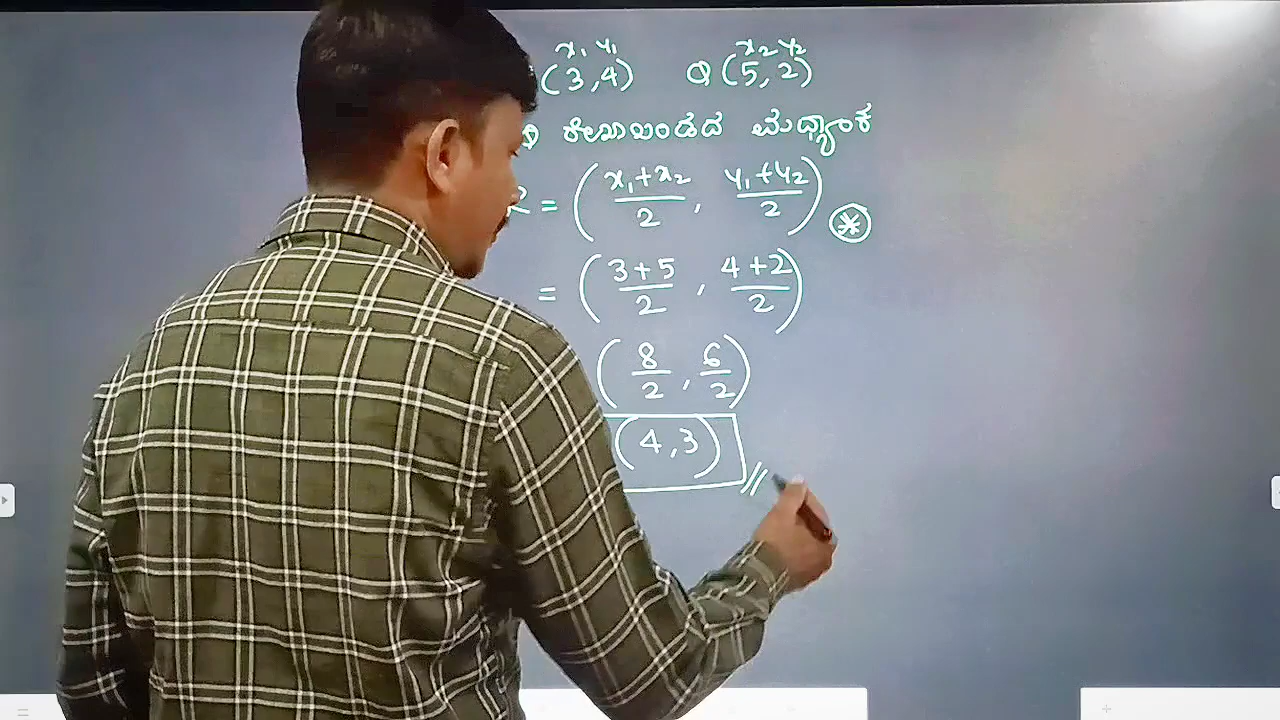 x₁ y₁ x₂ y₂
(3,4) Q (5,2)
Q ರೇಖಾಖಂಡದ ಮಧ್ಯಾಂಕ
= (x₁+x₂/2, y₁+y₂/2) *
= (3+5/2, 4+2/2)
(8/2, 6/2)
(4,3)